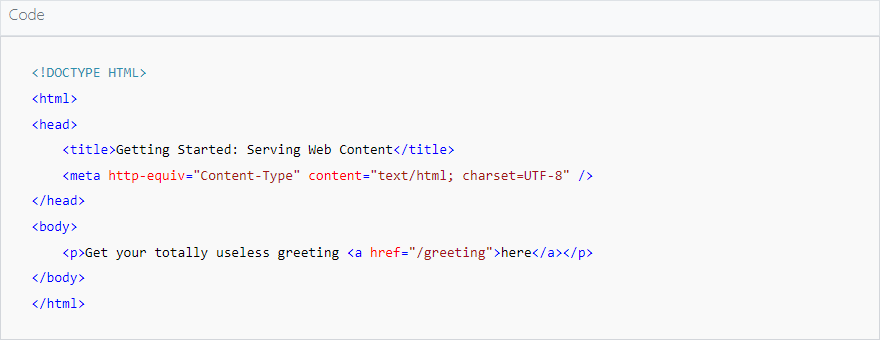 Code
<!DOCTYPE HTML>
<html>
<head>
    <title>Getting Started: Serving Web Content</title>
    <meta http-equiv="Content-Type" content="text/html; charset=UTF-8" />
</head>
<body>
    <p>Get your totally useless greeting <a href="/greeting">here</a></p>
</body>
</html>